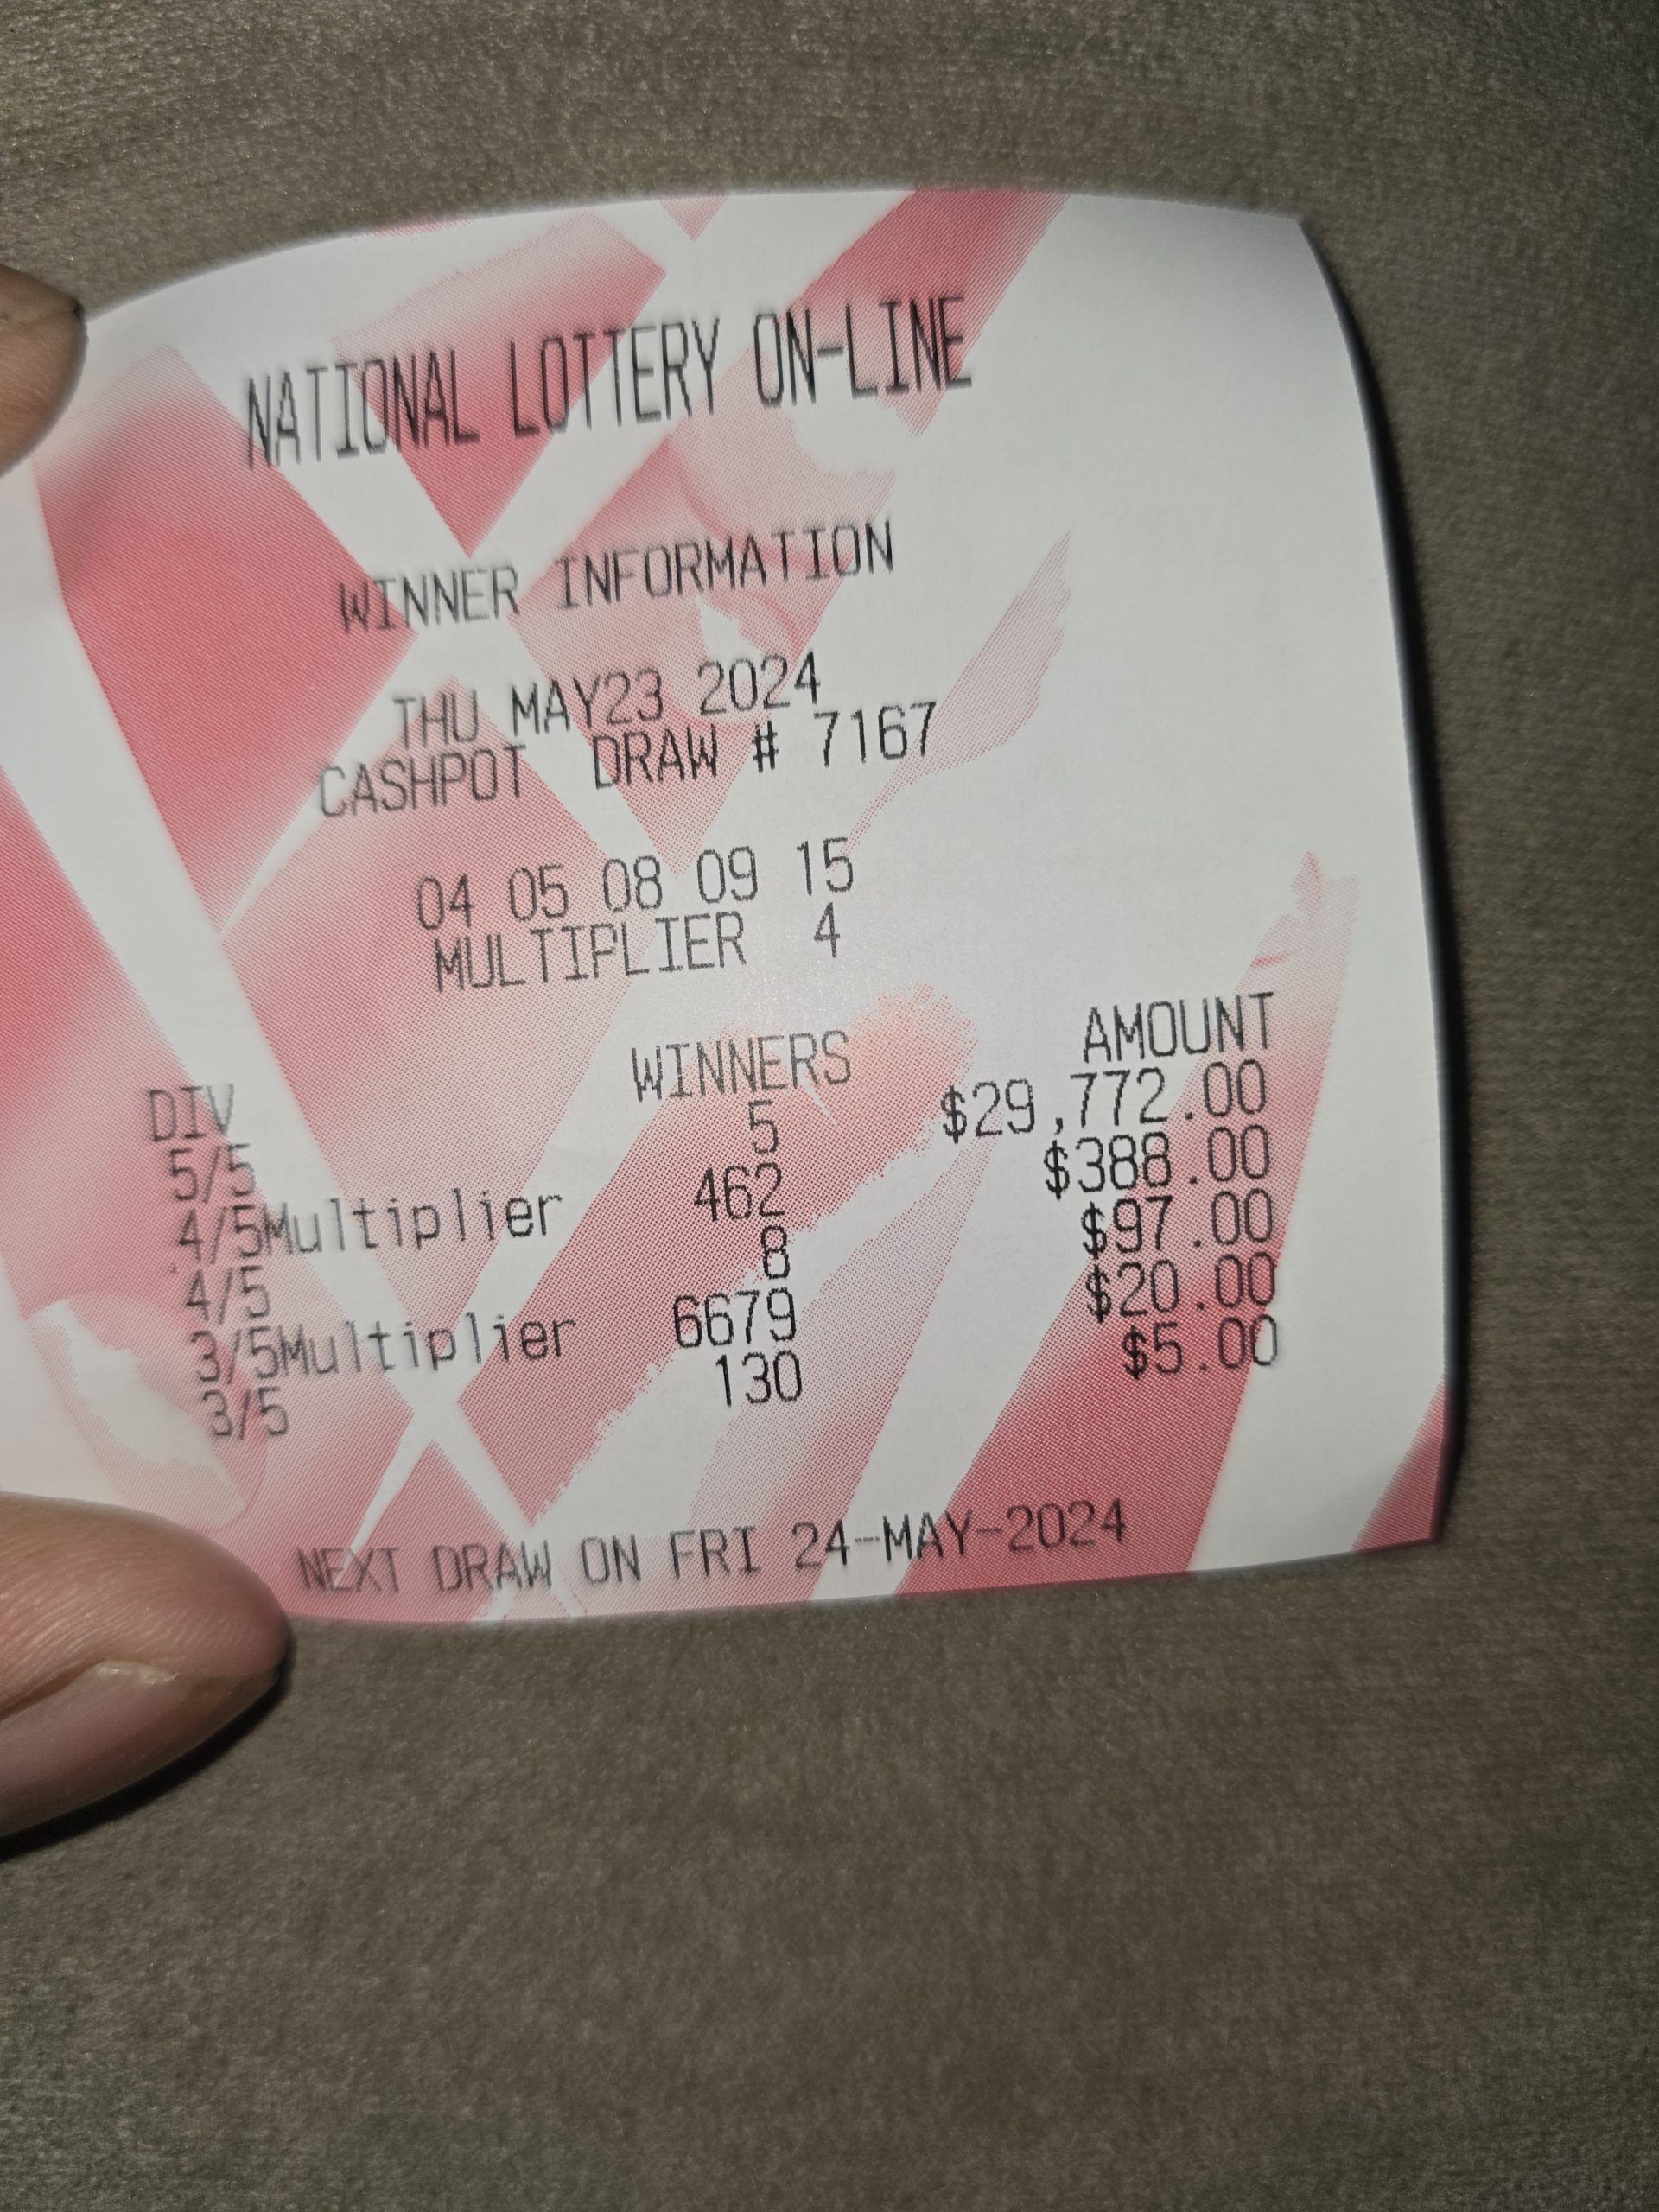 NATIONAL LOTTERY ON-LINE
WINNER INFORMATION
THU MAY23 2024
CASHPOT DRAW # 7167
04 05 08 09 15
MULTIPLIER 4
DIV WINNERS AMOUNT
5/5 5 $29,772.00
4/5Multiplier 462 $388.00
4/5 8 $97.00
3/5Multiplier 6679 $20.00
3/5 130 $5.00
NEXT DRAW ON FRI 24-MAY-2024